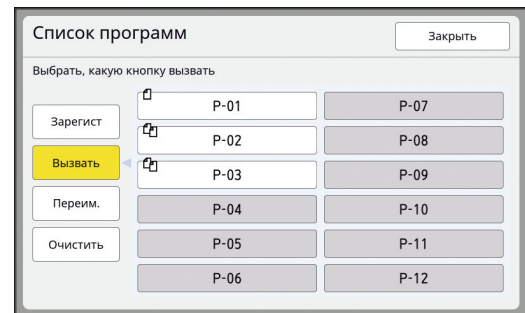 Список программ
Закрыть
Выбрать, какую кнопку вызвать
Зарегист
Вызвать
Переим.
Очистить
P-01
P-02
P-03
P-04
P-05
P-06
P-07
P-08
P-09
P-10
P-11
P-12